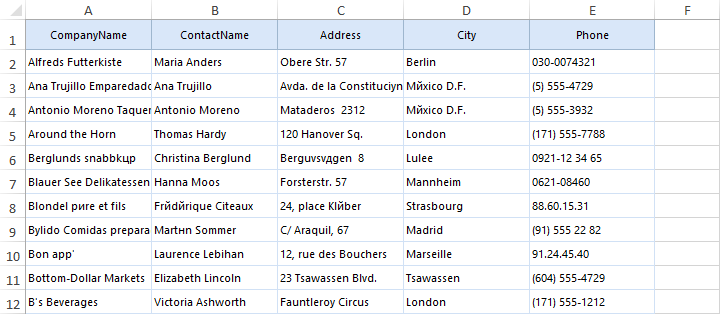 A B C D E F
1 CompanyName ContactName Address City Phone
2 Alfreds Futterkiste Maria Anders Obere Str. 57 Berlin 030-0074321
3 Ana Trujillo Emparedado Ana Trujillo Avda. de la Constituciун Mйxico D.F. (5) 555-4729
4 Antonio Moreno Taquer Antonio Moreno Mataderos 2312 Mйxico D.F. (5) 555-3932
5 Around the Horn Thomas Hardy 120 Hanover Sq. London (171) 555-7788
6 Berglunds snabbkцp Christina Berglund Berguvsvдgen 8 Lulee 0921-12 34 65
7 Blauer See Delikatessen Hanna Moos Forsterstr. 57 Mannheim 0621-08460
8 Blondel pиre et fils Frйdйrique Citeaux 24, place Klйber Strasbourg 88.60.15.31
9 Bylido Comidas prepara Martнn Sommer C/ Araquil, 67 Madrid (91) 555 22 82
10 Bon app' Laurence Lebihan 12, rue des Bouchers Marseille 91.24.45.40
11 Bottom-Dollar Markets Elizabeth Lincoln 23 Tsawassen Blvd. Tsawassen (604) 555-4729
12 B's Beverages Victoria Ashworth Fauntleroy Circus London (171) 555-1212